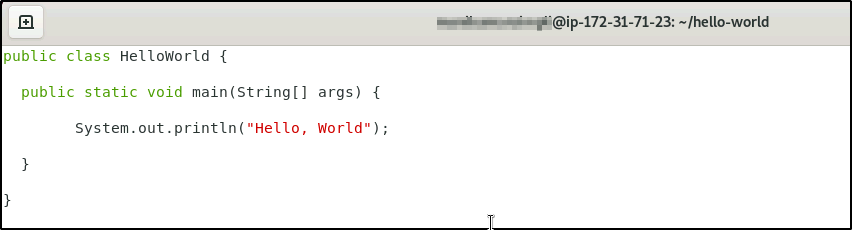 @ip-172-31-71-23: ~/hello-world
public class HelloWorld {
public static void main(String[] args) {
System.out.println("Hello, World");
}
}